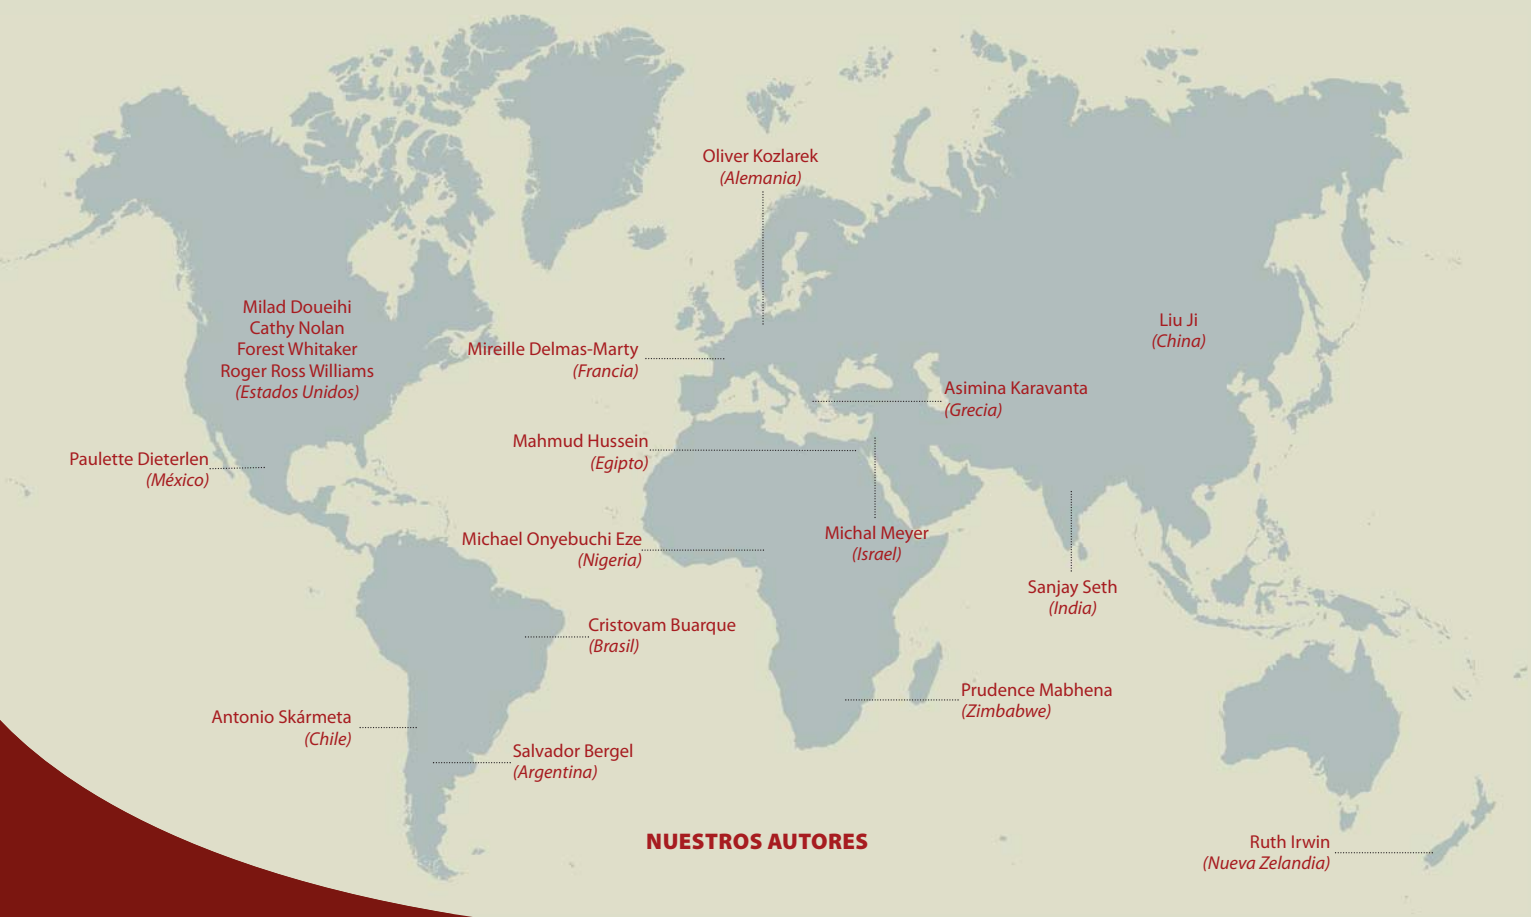 Oliver Kozlarek
(Alemania)
Milad Doueihi
Cathy Nolan
Forest Whitaker
Roger Ross Williams
(Estados Unidos)
Liu Ji
(China)
Mireille Delmas-Marty
(Francia)
Asimina Karavanta
(Grecia)
Mahmud Hussein
(Egipto)
Paulette Dieterlen
(México)
Michael Onyebuchi Eze
(Nigeria)
Michal Meyer
(Israel)
Sanjay Seth
(India)
Cristovam Buarque
(Brasil)
Prudence Mabhena
(Zimbabwe)
Antonio Skármeta
(Chile)
Salvador Bergel
(Argentina)
NUESTROS AUTORES
Ruth Irwin
(Nueva Zelandia)